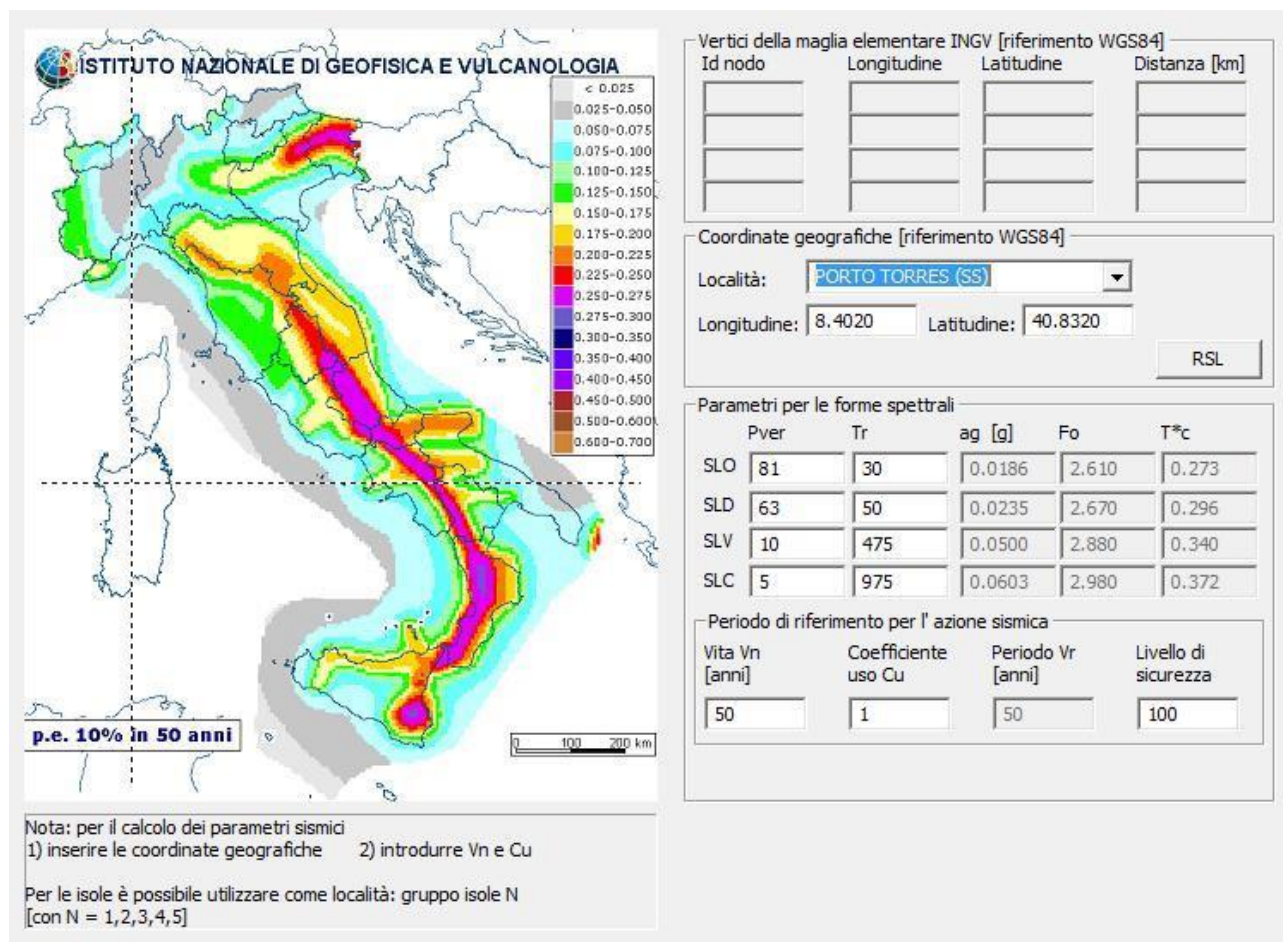 ISTITUTO NAZIONALE DI GEOFISICA E VULCANOLOGIA
< 0.025
0.025-0.050
0.050-0.075
0.075-0.100
0.100-0.125
0.125-0.150
0.150-0.175
0.175-0.200
0.200-0.225
0.225-0.250
0.250-0.275
0.275-0.300
0.300-0.350
0.350-0.400
0.400-0.450
0.450-0.500
0.500-0.600
0.600-0.700
p.e. 10% in 50 anni
0 100 200 km
Nota: per il calcolo dei parametri sismici
1) inserire le coordinate geografiche 2) introdurre Vn e Cu
Per le isole è possibile utilizzare come località: gruppo isole N
[con N = 1,2,3,4,5]
Vertici della maglia elementare INGV [riferimento WGS84]
Id nodo Longitudine Latitudine Distanza [km]
Coordinate geografiche [riferimento WGS84]
Località: PORTO TORRES (SS)
Longitudine: 8.4020 Latitudine: 40.8320
RSL
Parametri per le forme spettrali
Pver Tr ag [g] Fo T*c
SLO 81 30 0.0186 2.610 0.273
SLD 63 50 0.0235 2.670 0.296
SLV 10 475 0.0500 2.880 0.340
SLC 5 975 0.0603 2.980 0.372
Periodo di riferimento per l' azione sismica
Vita Vn Coefficiente Periodo Vr Livello di
[anni] uso Cu [anni] sicurezza
50 1 50 100